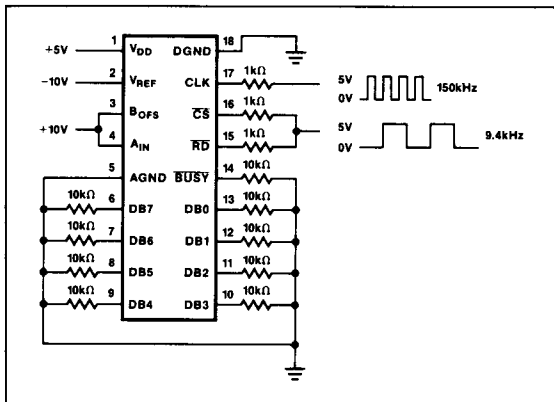 +5V 1 VDD DGND 18
-10V 2 VREF CLK 17 1kΩ 5V 0V 150kHz
+10V 3 BOFS CS 16 1kΩ
4 AIN RD 15 1kΩ 5V 0V 9.4kHz
5 AGND BUSY 14 10kΩ
10kΩ 6 DB7 DB0 13 10kΩ
10kΩ 7 DB6 DB1 12 10kΩ
10kΩ 8 DB5 DB2 11 10kΩ
10kΩ 9 DB4 DB3 10 10kΩ